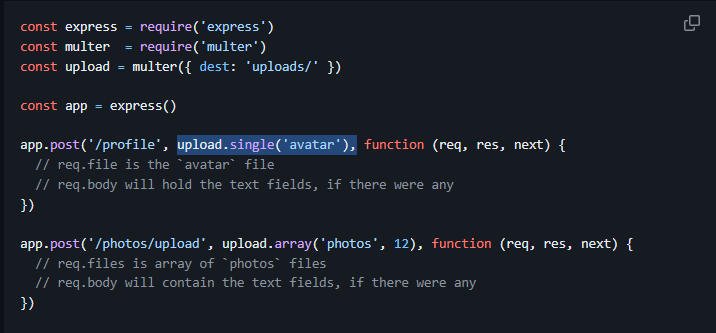 const express = require('express')
const multer  = require('multer')
const upload = multer({ dest: 'uploads/' })
const app = express()
app.post('/profile', upload.single('avatar'), function (req, res, next) {
  // req.file is the `avatar` file
  // req.body will hold the text fields, if there were any
})
app.post('/photos/upload', upload.array('photos', 12), function (req, res, next) {
  // req.files is array of `photos` files
  // req.body will contain the text fields, if there were any
})